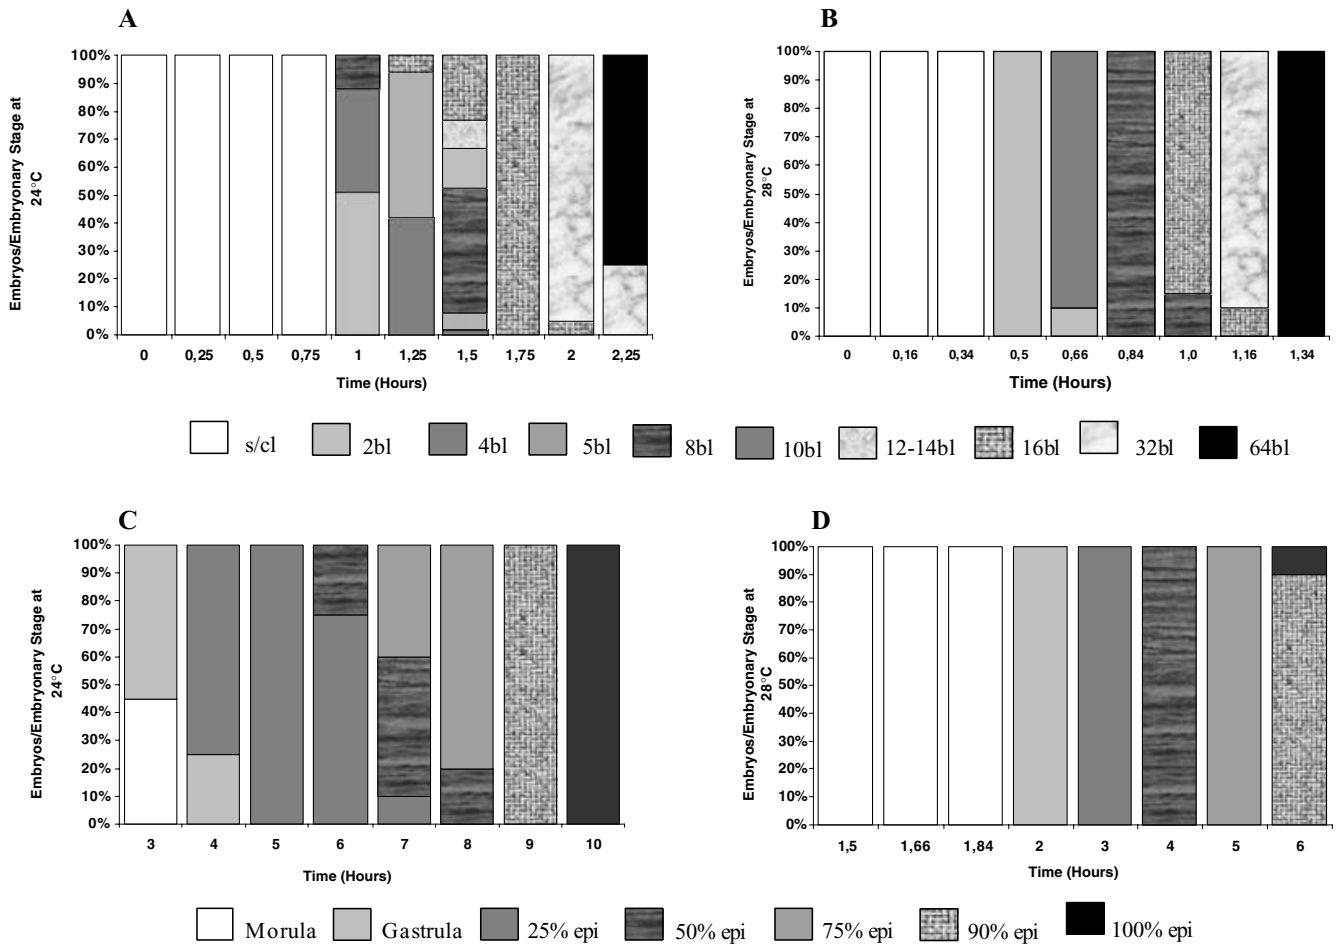 A
Embryos/Embryonary Stage at
24°C
100%
90%
80%
70%
60%
50%
40%
30%
20%
10%
0%
0 0,25 0,5 0,75 1 1,25 1,5 1,75 2 2,25
Time (Hours)
B
Embryos/Embryonary Stage at
28°C
100%
90%
80%
70%
60%
50%
40%
30%
20%
10%
0%
0 0,16 0,34 0,5 0,66 0,84 1,0 1,16 1,34
Time (Hours)
s/cl 2bl 4bl 5bl 8bl 10bl 12-14bl 16bl 32bl 64bl
C
Embryos/Embryonary Stage at
24°C
100%
90%
80%
70%
60%
50%
40%
30%
20%
10%
0%
3 4 5 6 7 8 9 10
Time (Hours)
D
Embryos/Embryonary Stage at
28°C
100%
90%
80%
70%
60%
50%
40%
30%
20%
10%
0%
1,5 1,66 1,84 2 3 4 5 6
Time (Hours)
Morula Gastrula 25% epi 50% epi 75% epi 90% epi 100% epi